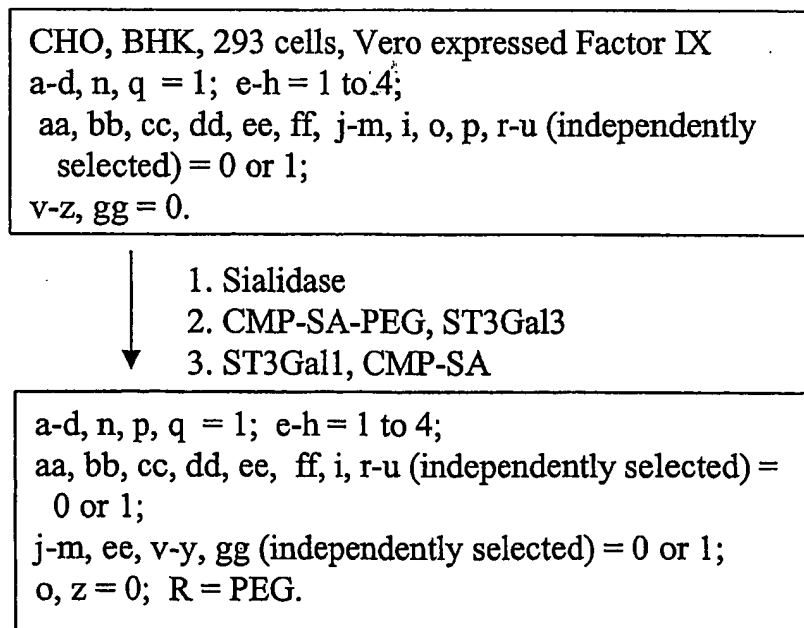 CHO, BHK, 293 cells, Vero expressed Factor IX
a-d, n, q = 1; e-h = 1 to 4;
aa, bb, cc, dd, ee, ff, j-m, i, o, p, r-u (independently
selected) = 0 or 1;
v-z, gg = 0.
1. Sialidase
2. CMP-SA-PEG, ST3Gal3
3. ST3Gal1, CMP-SA
a-d, n, p, q = 1; e-h = 1 to 4;
aa, bb, cc, dd, ee, ff, i, r-u (independently selected) =
0 or 1;
j-m, ee, v-y, gg (independently selected) = 0 or 1;
o, z = 0; R = PEG.